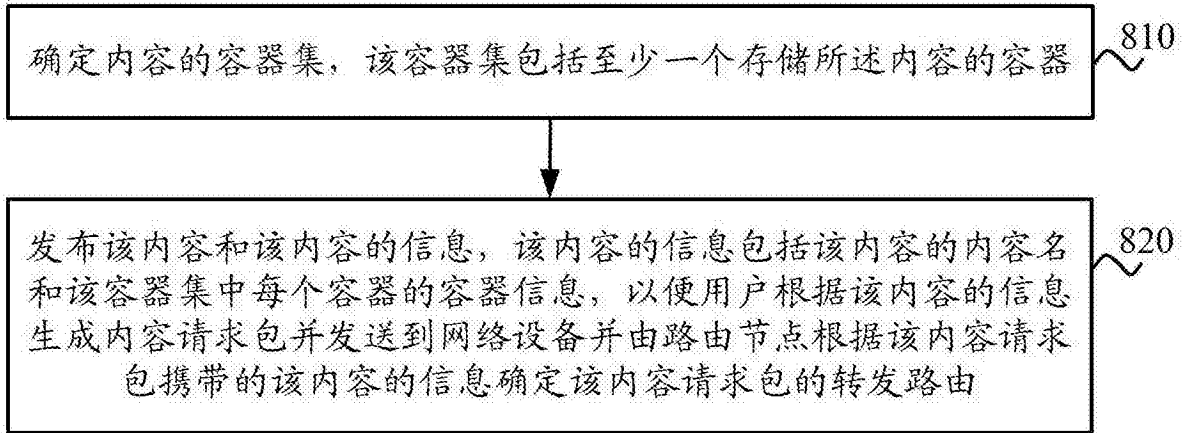 确定内容的容器集，该容器集包括至少一个存储所述内容的容器
810
发布该内容和该内容的信息，该内容的信息包括该内容的内容名
和该容器集中每个容器的容器信息，以便用户根据该内容的信息
生成内容请求包并发送到网络设备并由路由节点根据该内容请求
包携带的该内容的信息确定该内容请求包的转发路由
820